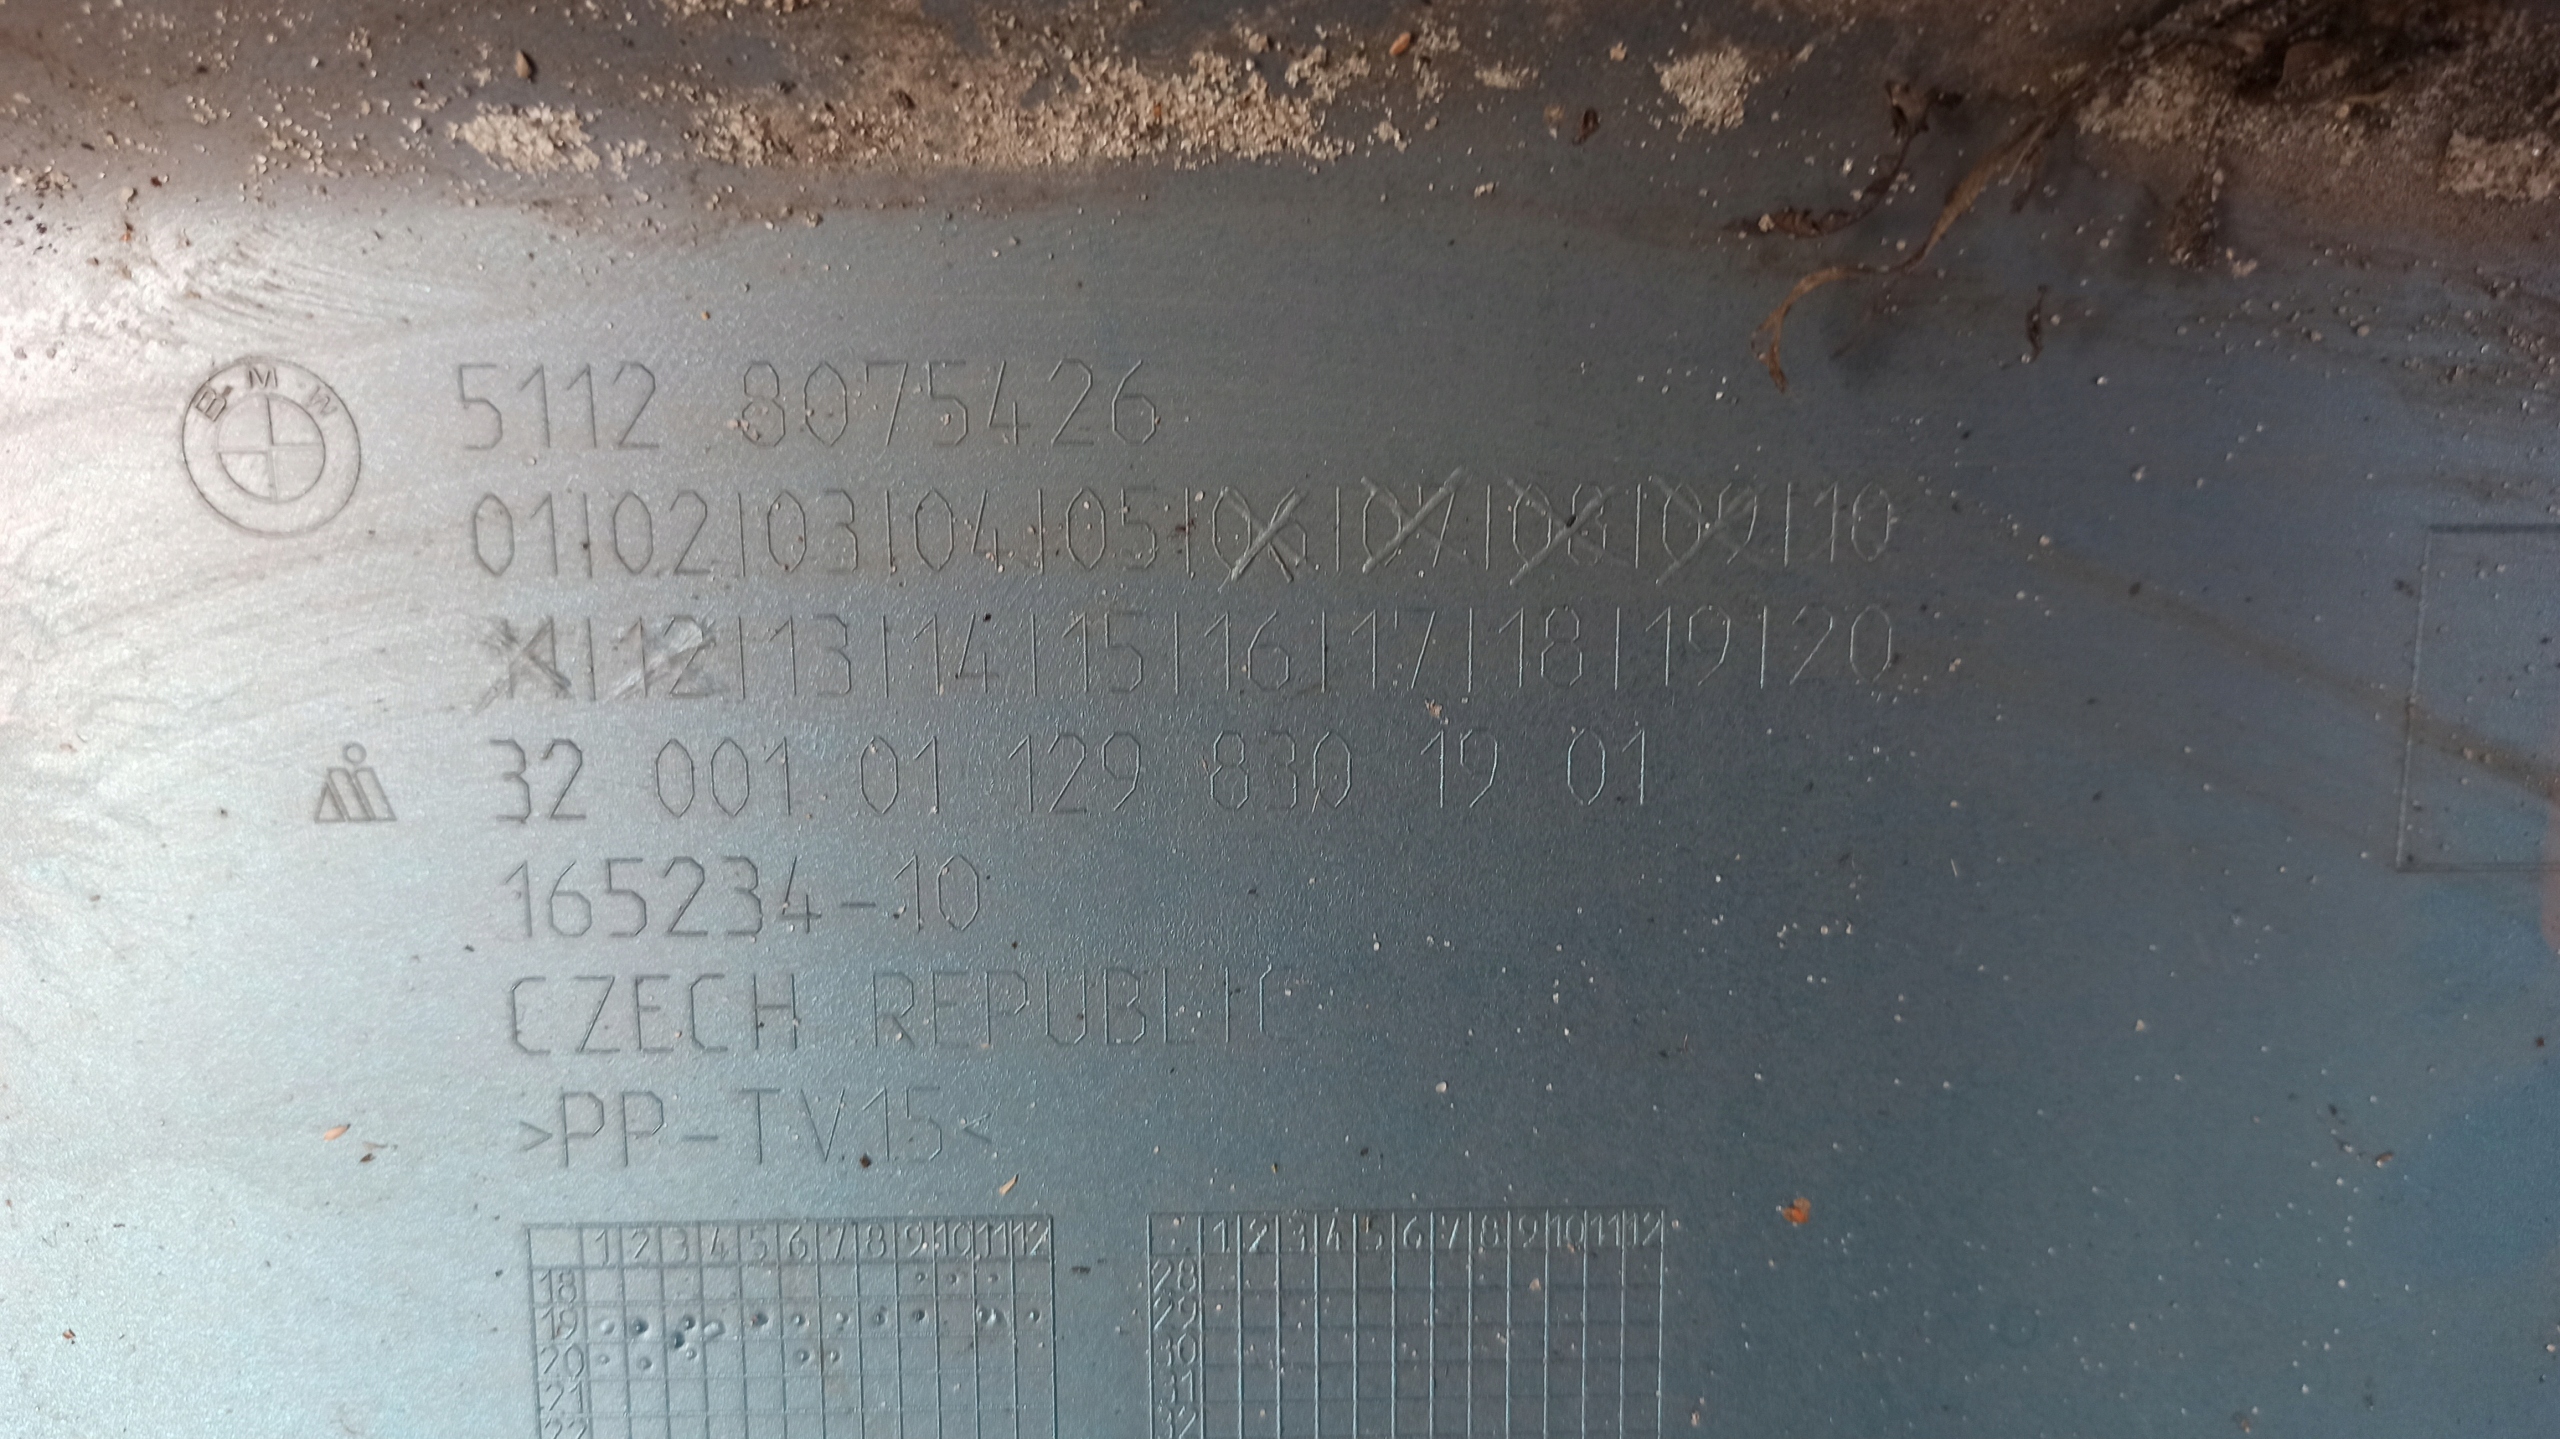 BMW
5112 8075426
01|02|03|04|05|06|07|08|09|10
11|12|13|14|15|16|17|18|19|20
32 001 01 129 830 19 01
165234-10
CZECH REPUBLIC
>PP-TV15<
1 2 3 4 5 6 7 8 9 10 11 12
18
19
20
21
22
1 2 3 4 5 6 7 8 9 10 11 12
28
29
30
31
32